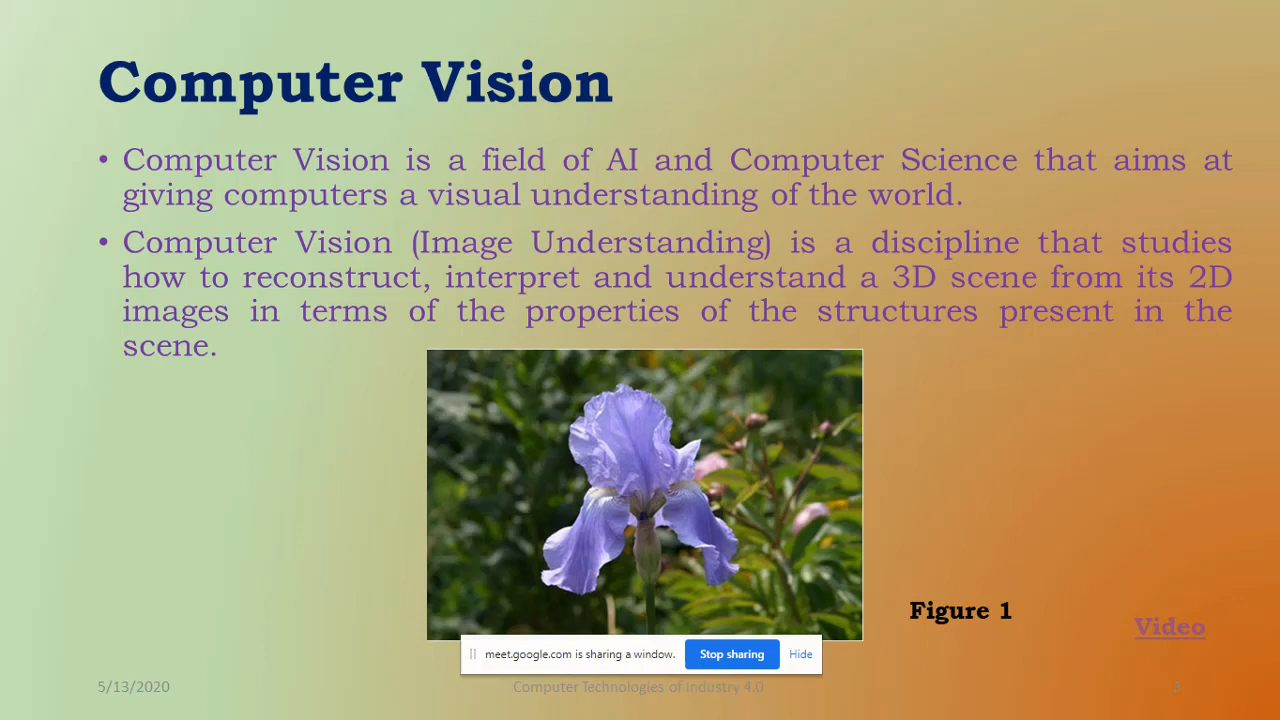 Computer Vision
• Computer Vision is a field of AI and Computer Science that aims at
giving computers a visual understanding of the world.
• Computer Vision (Image Understanding) is a discipline that studies
how to reconstruct, interpret and understand a 3D scene from its 2D
images in terms of the properties of the structures present in the
scene.
Figure 1
Video
meet.google.com is sharing a window. Stop sharing Hide
5/13/2020 Computer Technologies of Industry 4.0 3